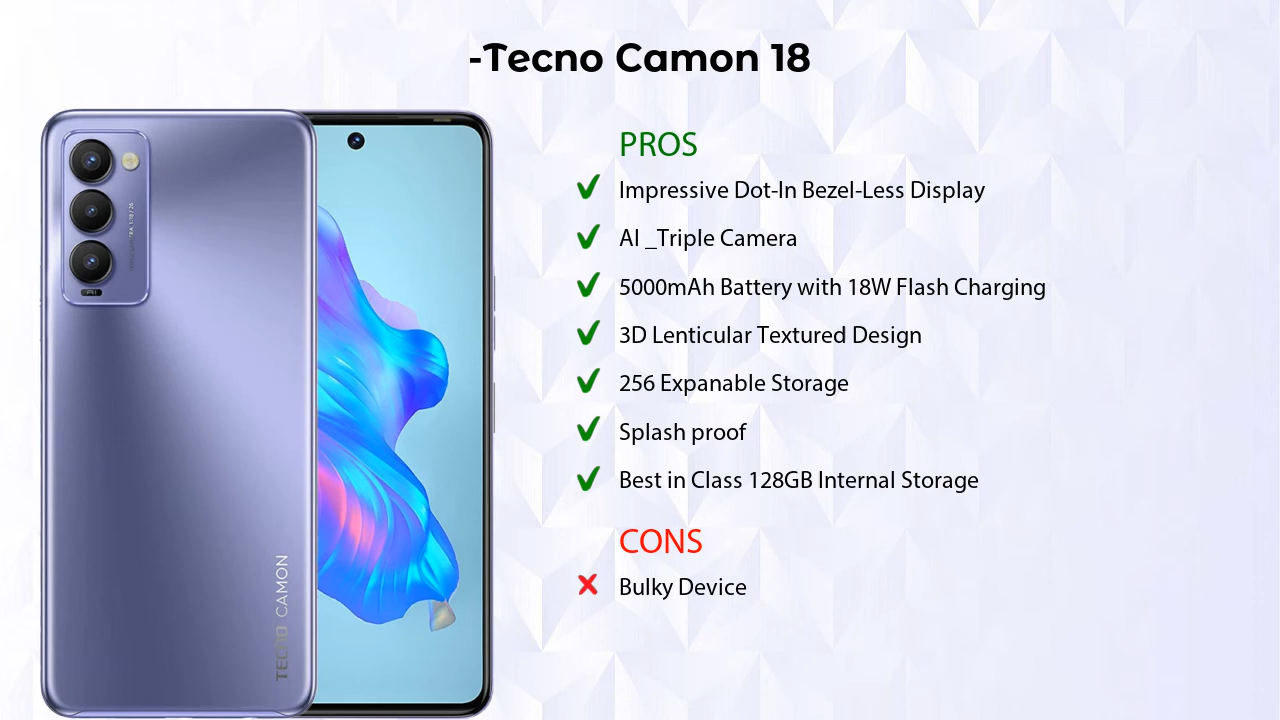 -Tecno Camon 18
PROS
Impressive Dot-In Bezel-Less Display
AI _Triple Camera
5000mAh Battery with 18W Flash Charging
3D Lenticular Textured Design
256 Expanable Storage
Splash proof
Best in Class 128GB Internal Storage
CONS
Bulky Device
TECNO CAMON